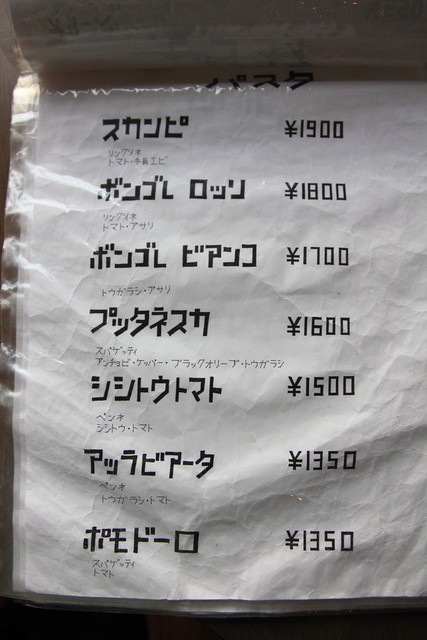 パスタ
スカンピ ¥1900
リングイネ
トマト・手長エビ
ボンゴレ ロッソ ¥1800
リングイネ
トマト・アサリ
ボンゴレ ビアンコ ¥1700
トウガラシ・アサリ
プッタネスカ ¥1600
スパゲッティ
アンチョビ・ケッパー・ブラックオリーブ・トウガラシ
シシトウトマト ¥1500
ペンネ
シシトウ・トマト
アッラビアータ ¥1350
ペンネ
トウガラシ・トマト
ポモドーロ ¥1350
スパゲッティ
トマト